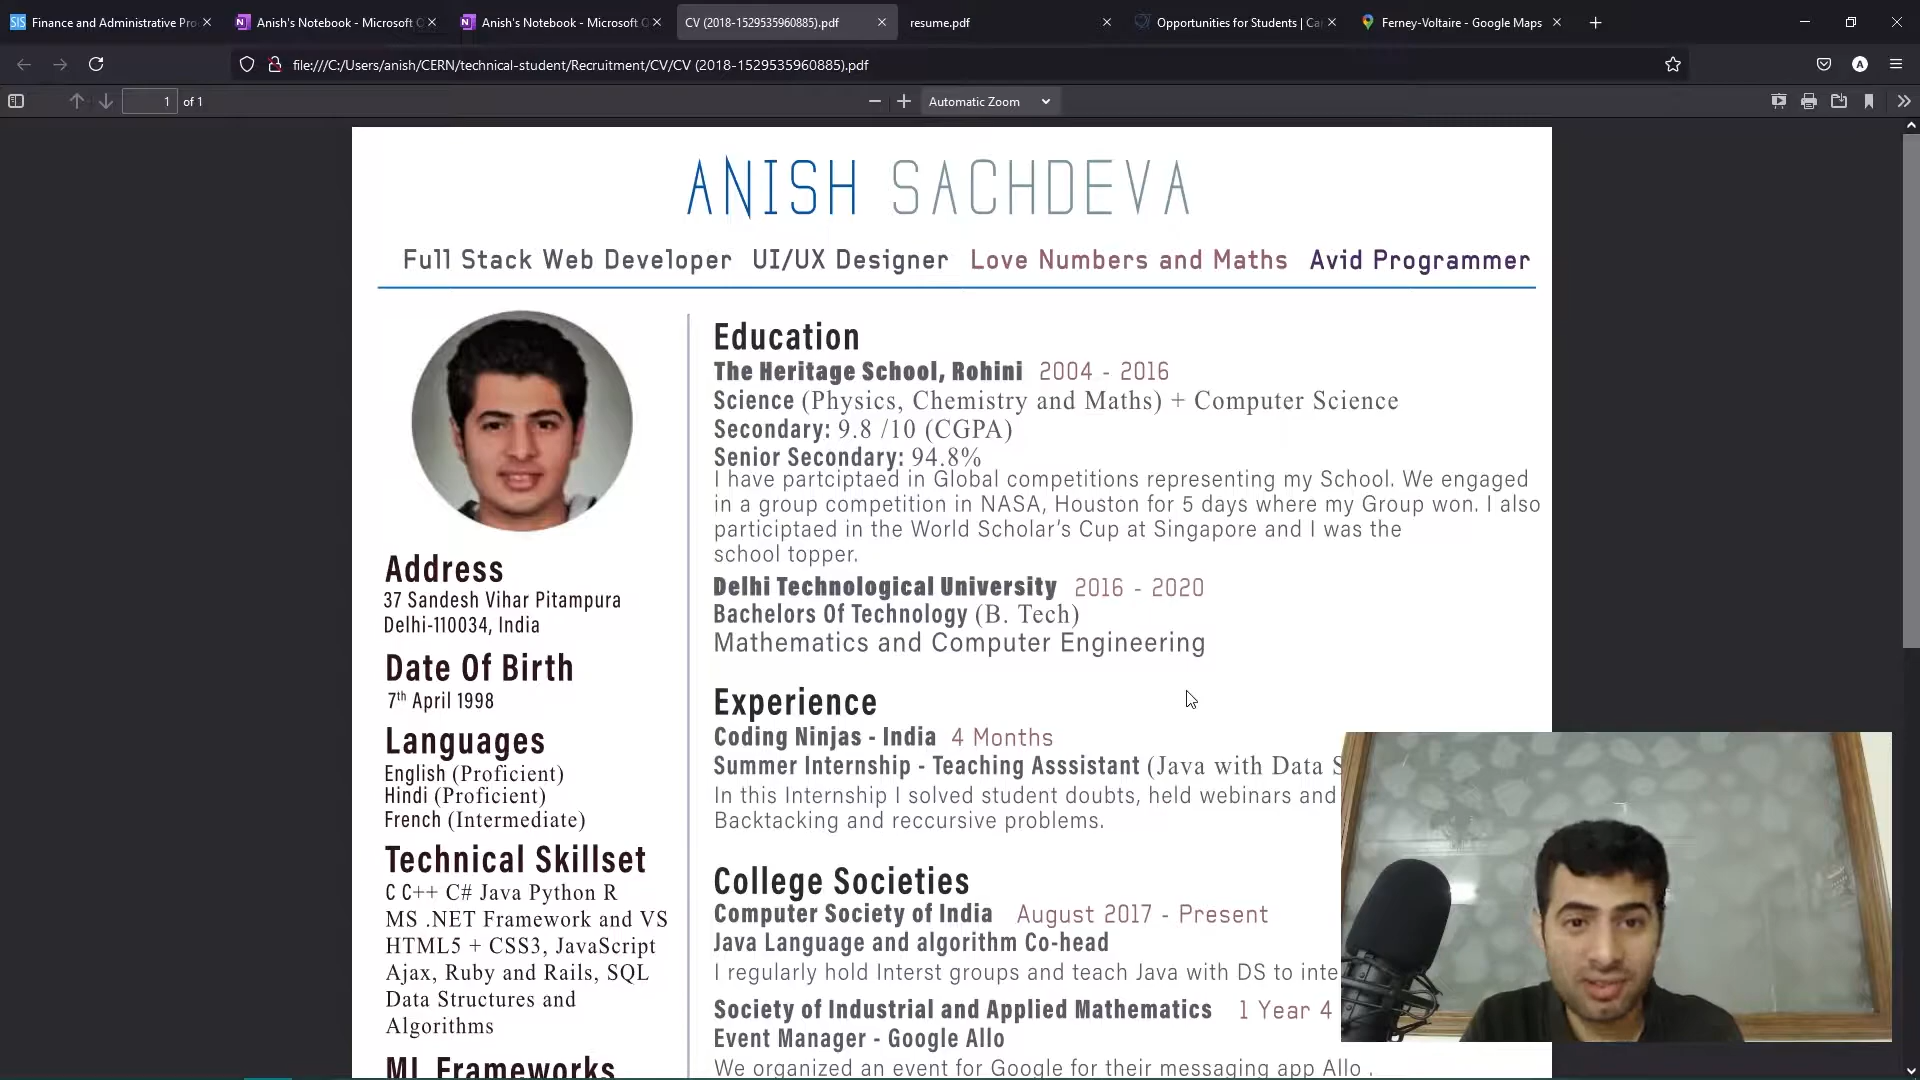 Finance and Administrative Pro
Anish's Notebook - Microsoft O
Anish's Notebook - Microsoft O
CV (2018-1529535960885).pdf
resume.pdf
Opportunities for Students | Ca
Ferney-Voltaire - Google Maps
file:///C:/Users/anish/CERN/technical-student/Recruitment/CV/CV (2018-1529535960885).pdf
A
1 of 1
Automatic Zoom
ANISH SACHDEVA
Full Stack Web Developer UI/UX Designer Love Numbers and Maths Avid Programmer
Address
37 Sandesh Vihar Pitampura
Delhi-110034, India
Date Of Birth
7th April 1998
Languages
English (Proficient)
Hindi (Proficient)
French (Intermediate)
Technical Skillset
C C++ C# Java Python R
MS .NET Framework and VS
HTML5 + CSS3, JavaScript
Ajax, Ruby and Rails, SQL
Data Structures and
Algorithms
ML Frameworks
Education
The Heritage School, Rohini 2004 - 2016
Science (Physics, Chemistry and Maths) + Computer Science
Secondary: 9.8 /10 (CGPA)
Senior Secondary: 94.8%
I have partciptaed in Global competitions representing my School. We engaged
in a group competition in NASA, Houston for 5 days where my Group won. I also
participtaed in the World Scholar's Cup at Singapore and I was the
school topper.
Delhi Technological University 2016 - 2020
Bachelors Of Technology (B. Tech)
Mathematics and Computer Engineering
Experience
Coding Ninjas - India 4 Months
Summer Internship - Teaching Asssistant (Java with Data S
In this Internship I solved student doubts, held webinars and
Backtacking and reccursive problems.
College Societies
Computer Society of India August 2017 - Present
Java Language and algorithm Co-head
I regularly hold Interst groups and teach Java with DS to inte
Society of Industrial and Applied Mathematics 1 Year 4
Event Manager - Google Allo
We organized an event for Google for their messaging app Allo .